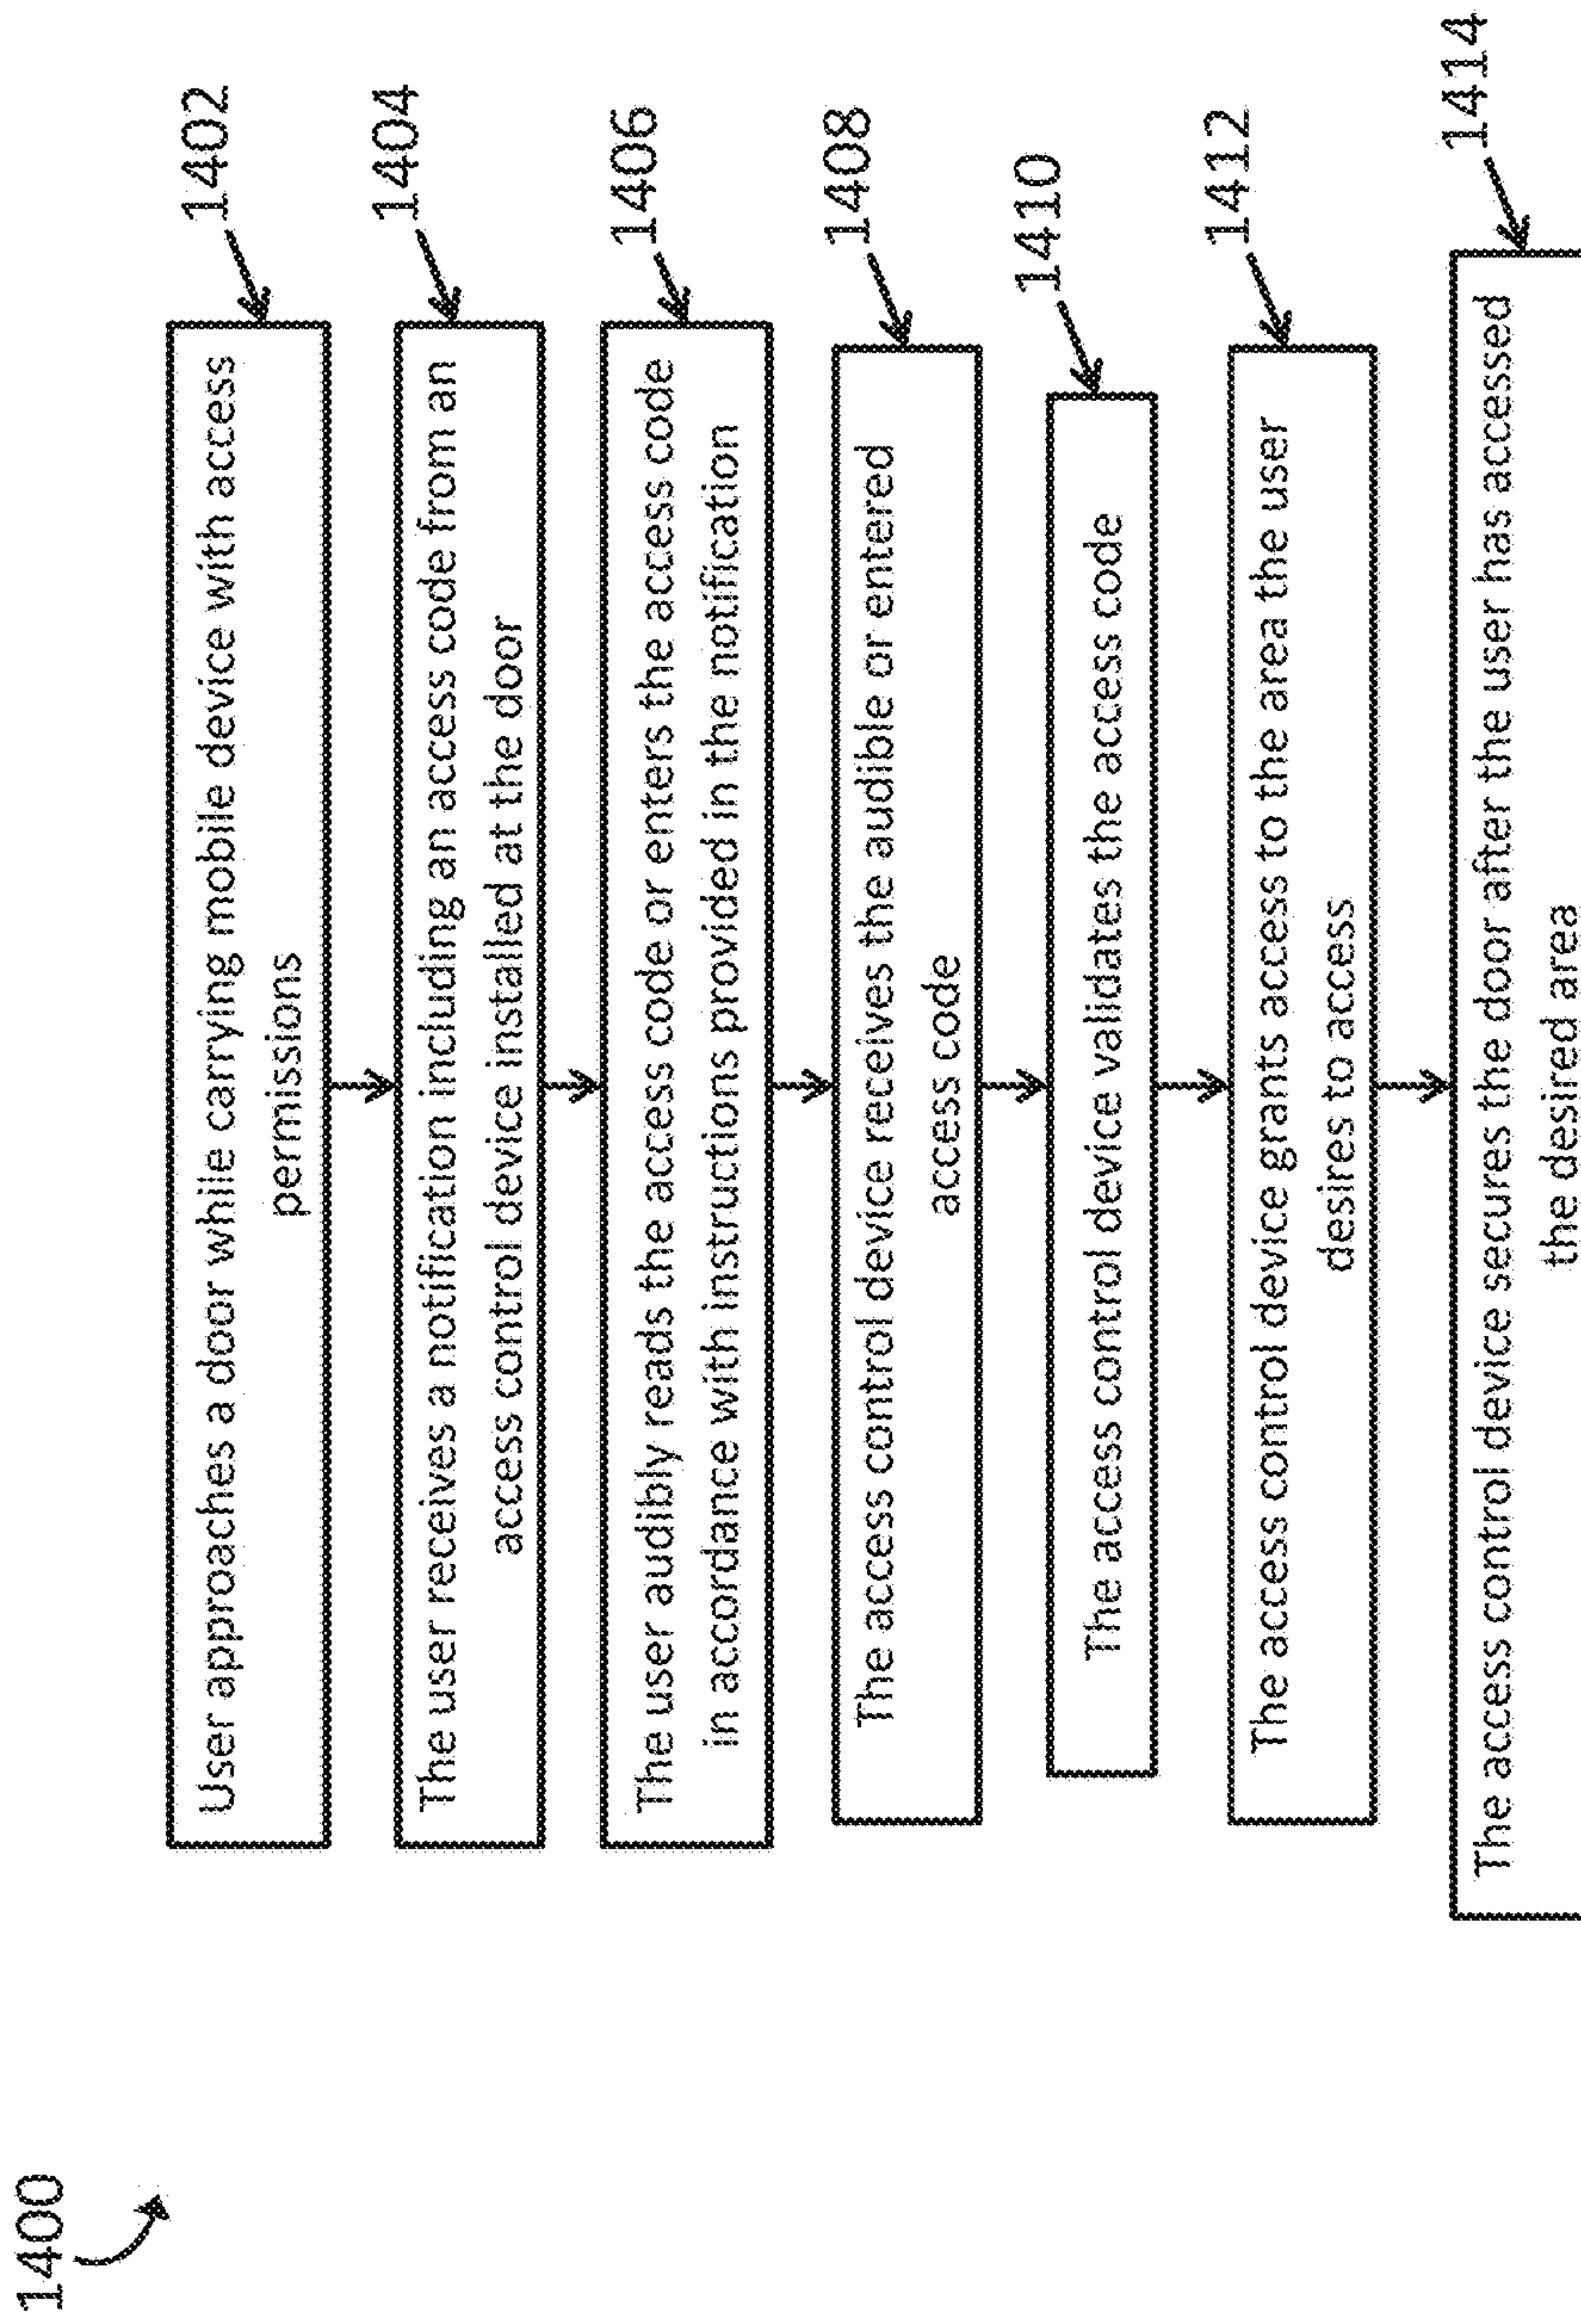 1400
User approaches a door while carrying mobile device with access
permissions
1402
The user receives a notification including an access code from an
access control device installed at the door
1404
The user audibly reads the access code or enters the access code
in accordance with instructions provided in the notification
1406
The access control device receives the audible or entered
access code
1408
The access control device validates the access code
1410
The access control device grants access to the area the user
desires to access
1412
The access control device secures the door after the user has accessed
the desired area
1414